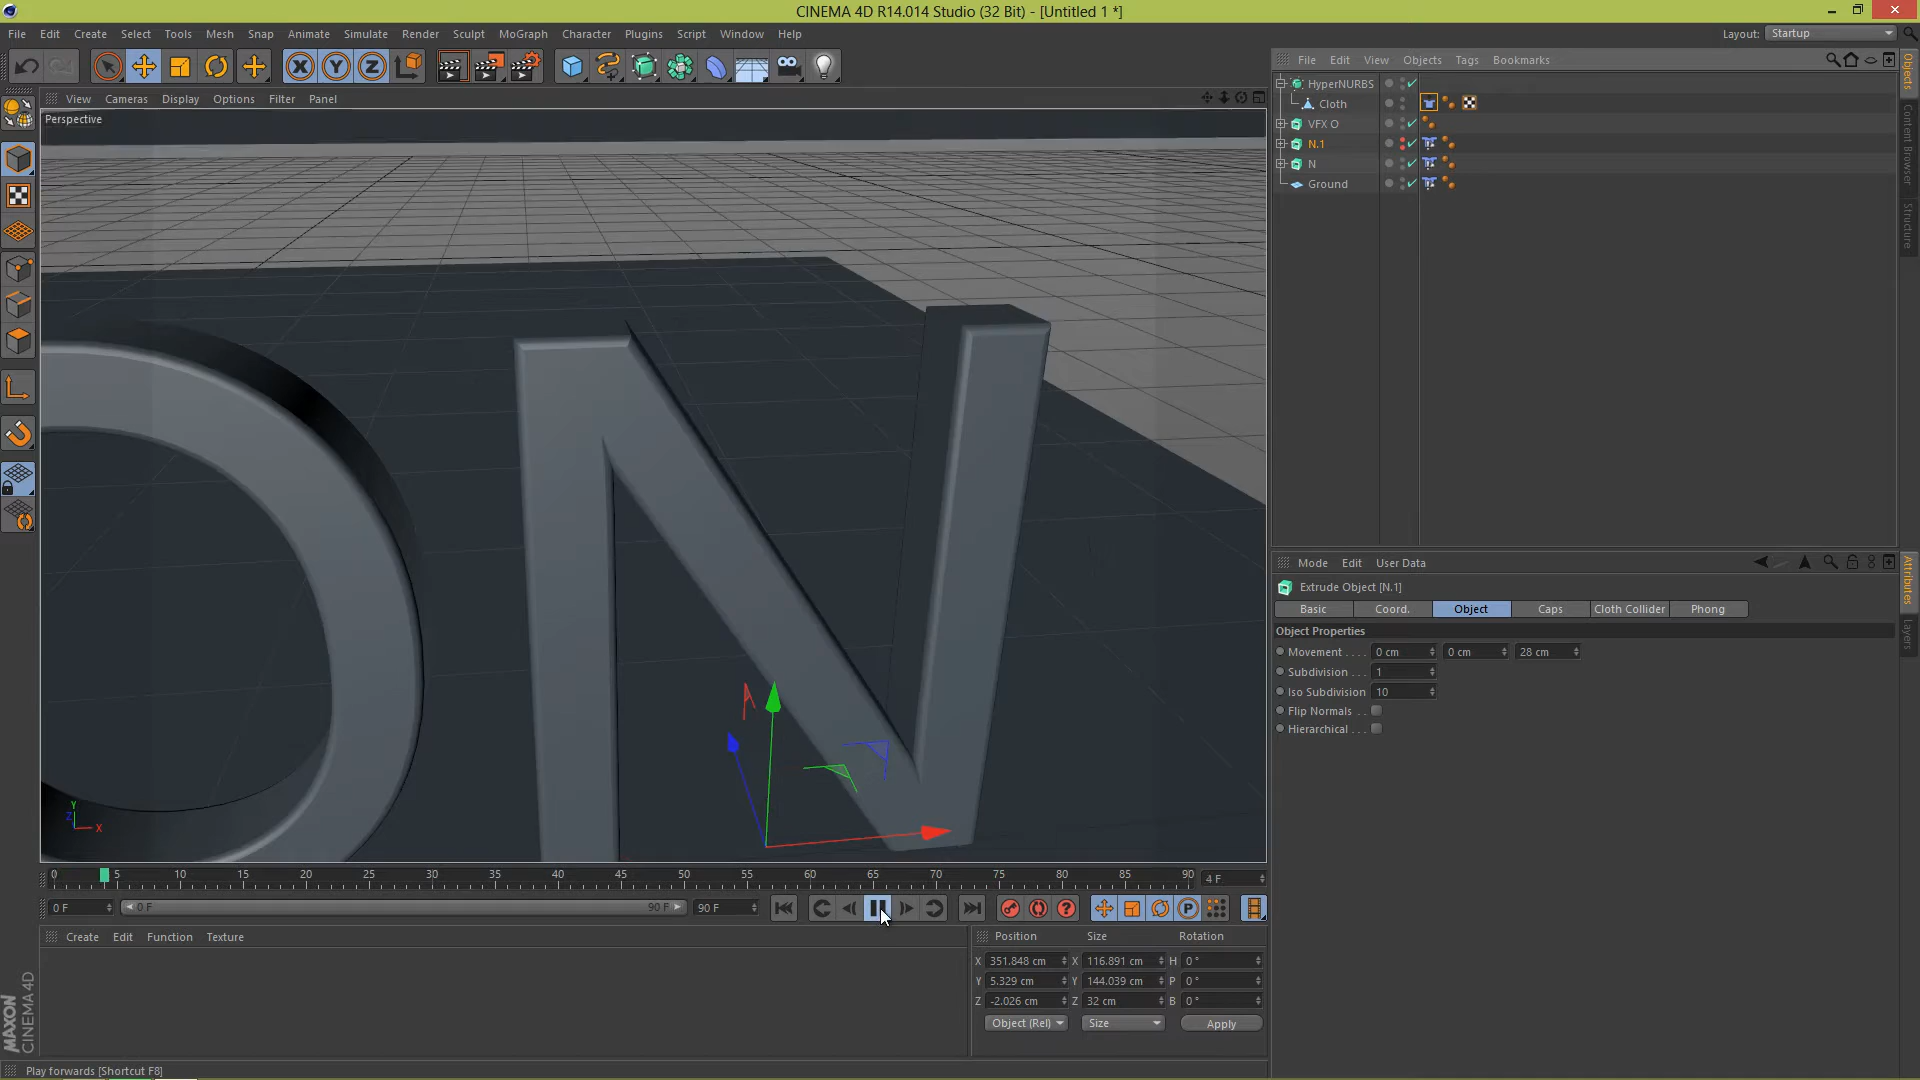 CINEMA 4D R14.014 Studio (32 Bit) - [Untitled 1 *]
File Edit Create Select Tools Mesh Snap Animate Simulate Render Sculpt MoGraph Character Plugins Script Window Help
Layout: Startup
View Cameras Display Options Filter Panel
Perspective
File Edit View Objects Tags Bookmarks
HyperNURBS
Cloth
VFX O
N.1
N
Ground
Objects
Content Browser
Structure
Mode Edit User Data
Extrude Object [N.1]
Basic Coord. Object Caps Cloth Collider Phong
Object Properties
Movement . . . . 0 cm 0 cm 28 cm
Subdivision . . . 1
Iso Subdivision 10
Flip Normals . .
Hierarchical . . .
Attributes
Layers
Y
Z X
0 5 10 15 20 25 30 35 40 45 50 55 60 65 70 75 80 85 90 4 F
0 F 0 F 90 F 90 F
Create Edit Function Texture
Position Size Rotation
X 351.848 cm X 116.891 cm H 0 °
Y 5.329 cm Y 144.039 cm P 0 °
Z -2.026 cm Z 32 cm B 0 °
Object (Rel) Size Apply
MAXON
CINEMA 4D
Play forwards [Shortcut F8]